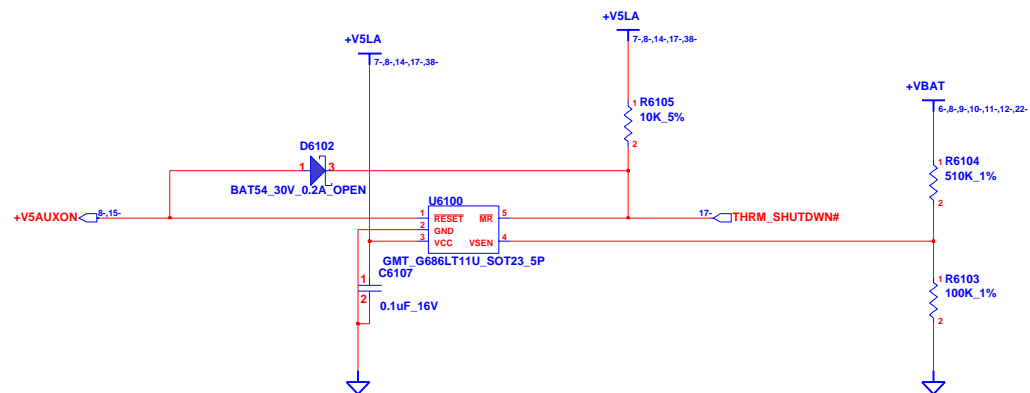 +V5LA
7-,8-,14-,17-,38-
+V5LA
7-,8-,14-,17-,38-
+VBAT
6-,8-,9-,10-,11-,12-,22-
1
R6105
10K_5%
2
D6102
1
3
BAT54_30V_0.2A_OPEN
1
R6104
510K_1%
2
+V5AUXON
8-,15-
U6100
1
RESET
MR
5
2
GND
3
VCC
VSEN
4
GMT_G686LT11U_SOT23_5P
17-
THRM_SHUTDWN#
C6107
1
2
0.1uF_16V
1
R6103
100K_1%
2